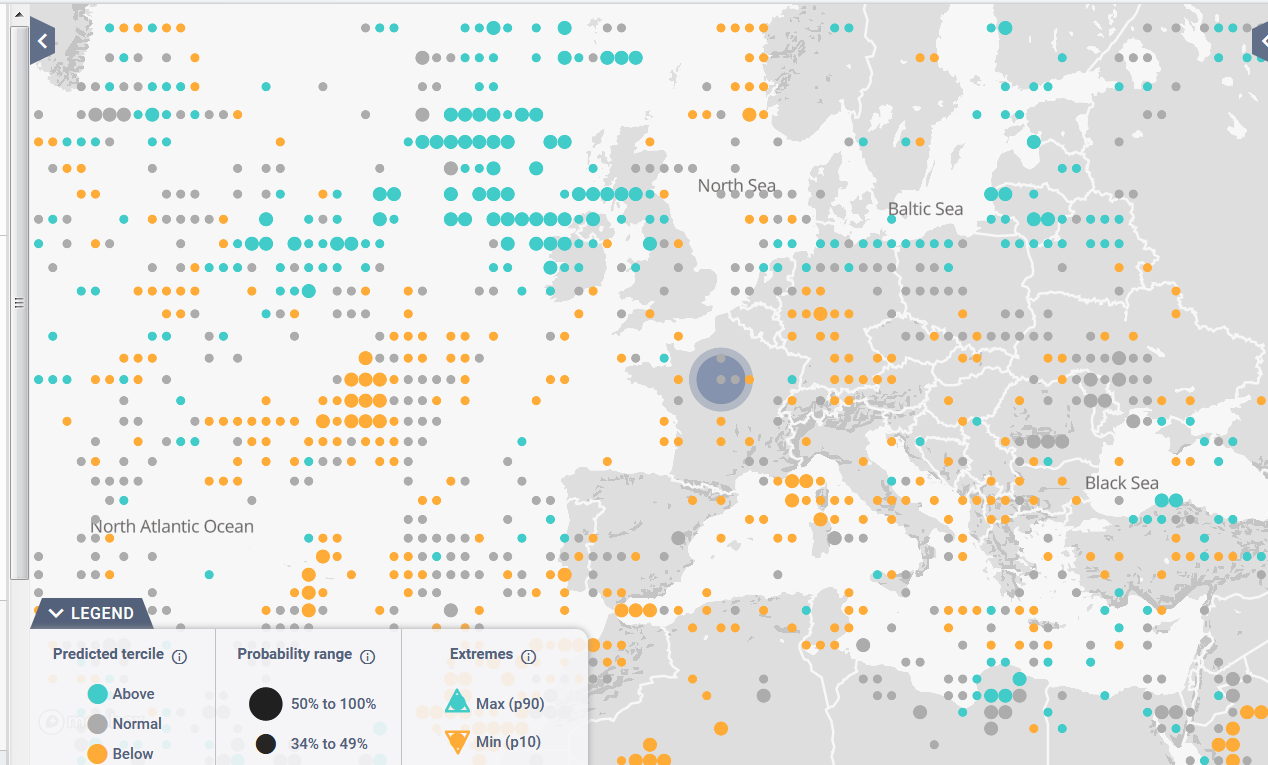 North Sea
Baltic Sea
Black Sea
North Atlantic Ocean
LEGEND
Predicted tercile
Above
Normal
Below
Probability range
50% to 100%
34% to 49%
Extremes
Max (p90)
Min (p10)